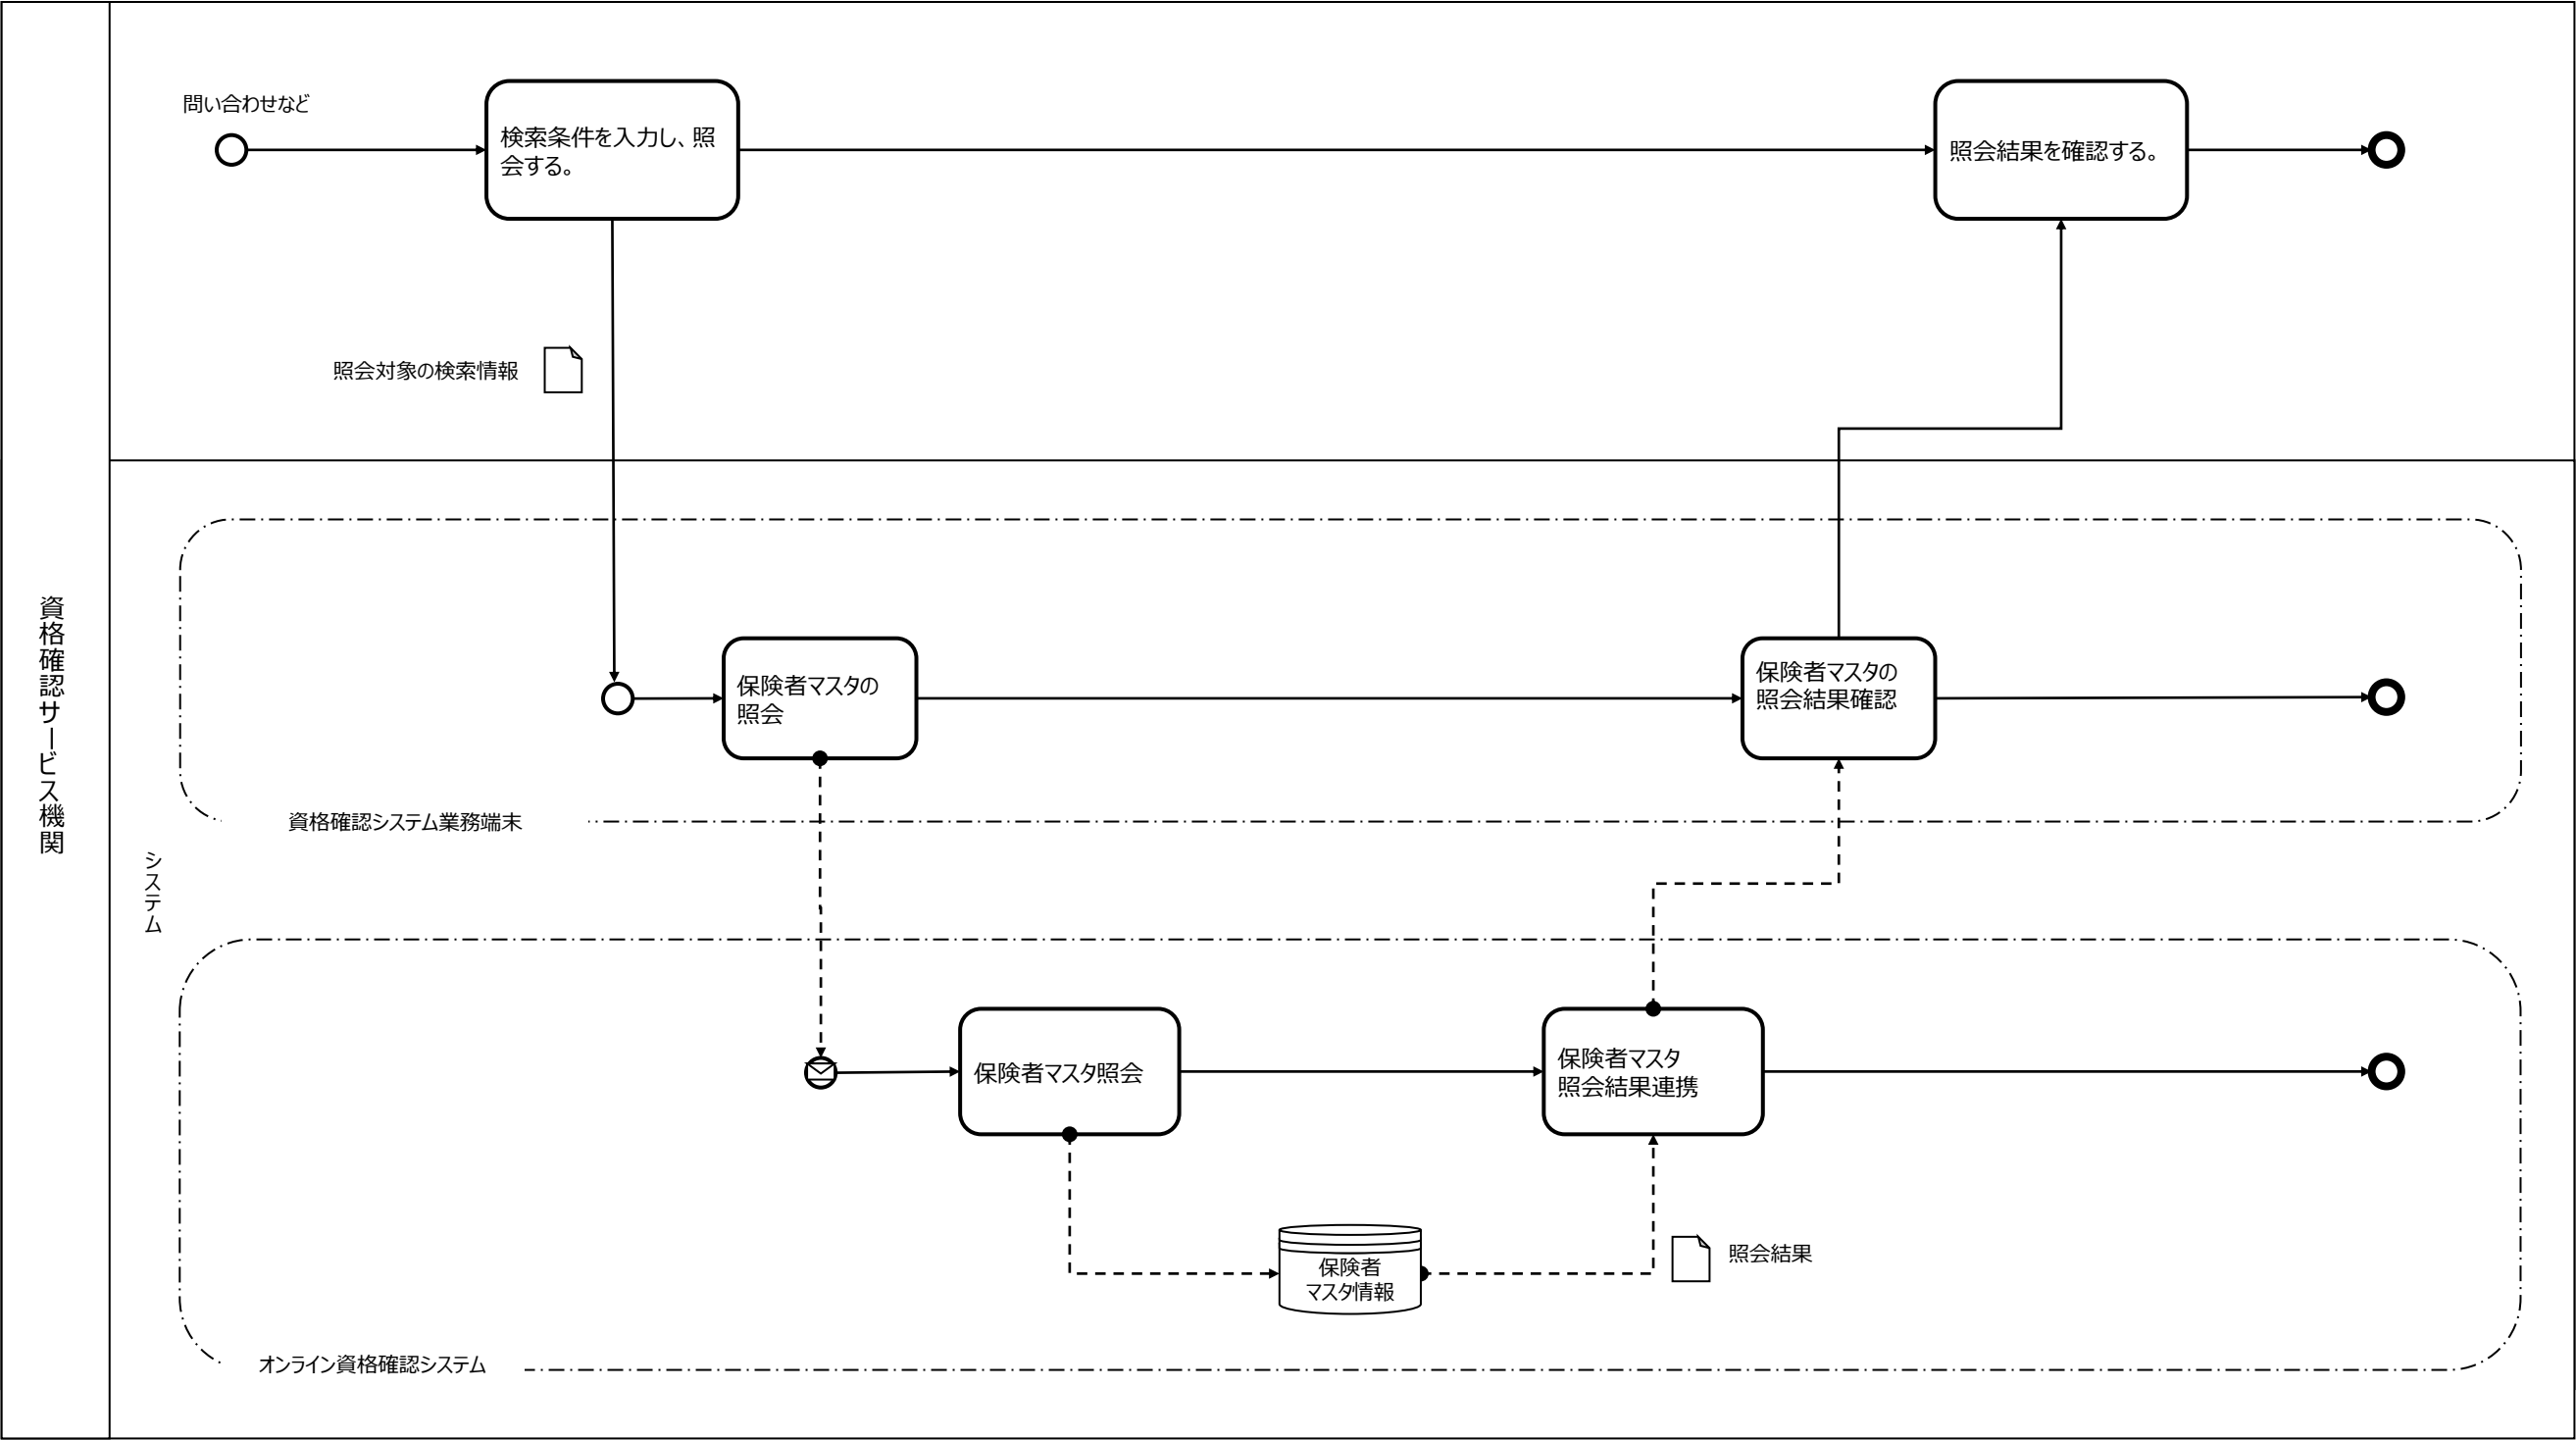 資格確認サービス機関
問い合わせなど
検索条件を入力し、照
会する。
照会結果を確認する。
照会対象の検索情報
システム
保険者マスタの
照会
保険者マスタの
照会結果確認
資格確認システム業務端末
保険者マスタ照会
保険者マスタ
照会結果連携
保険者
マスタ情報
照会結果
オンライン資格確認システム